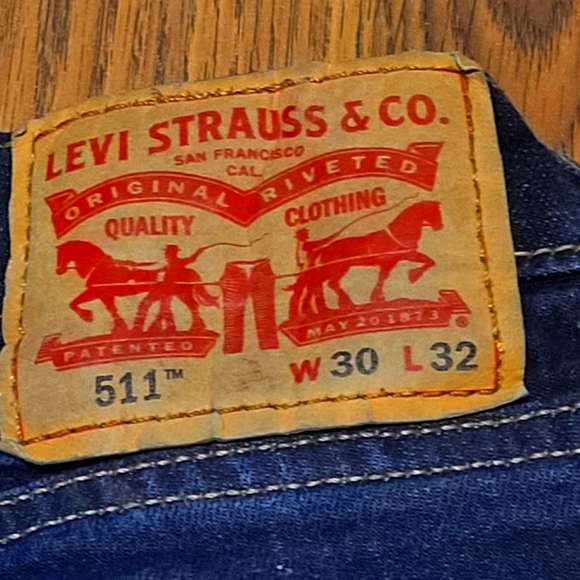 LEVI STRAUSS & CO.
SAN FRANCISCO
CAL.
ORIGINAL RIVETED
QUALITY CLOTHING
PATENTED MAY 20 1873 ®
511™ W 30 L 32